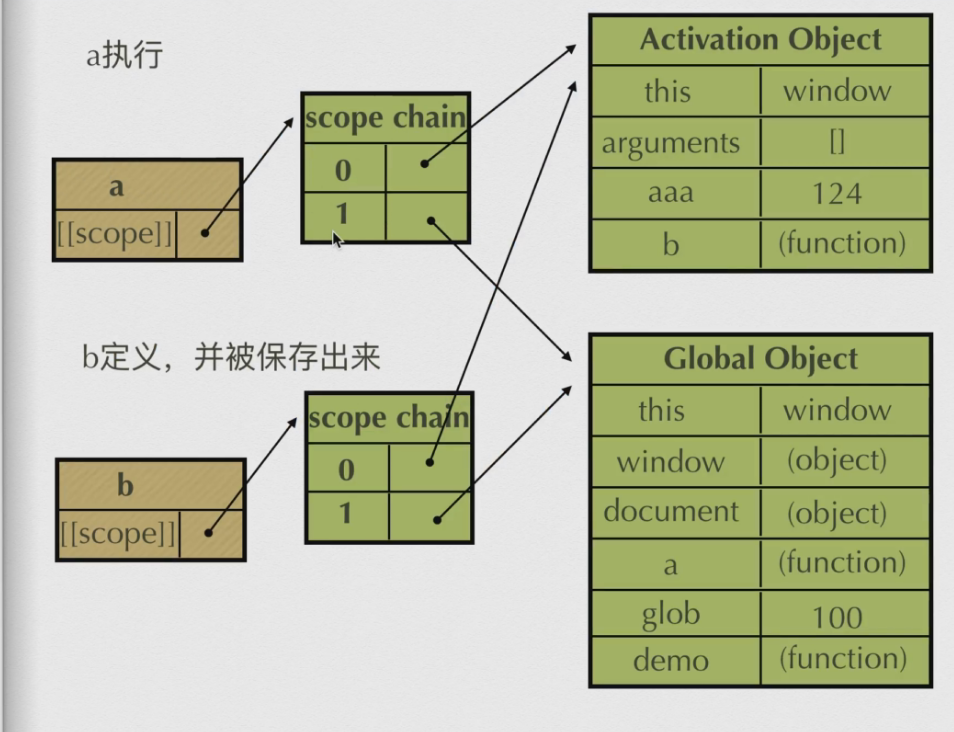 a执行
a
[[scope]]
scope chain
0
1
Activation Object
this window
arguments []
aaa 124
b (function)
b定义，并被保存出来
b
[[scope]]
scope chain
0
1
Global Object
this window
window (object)
document (object)
a (function)
glob 100
demo (function)